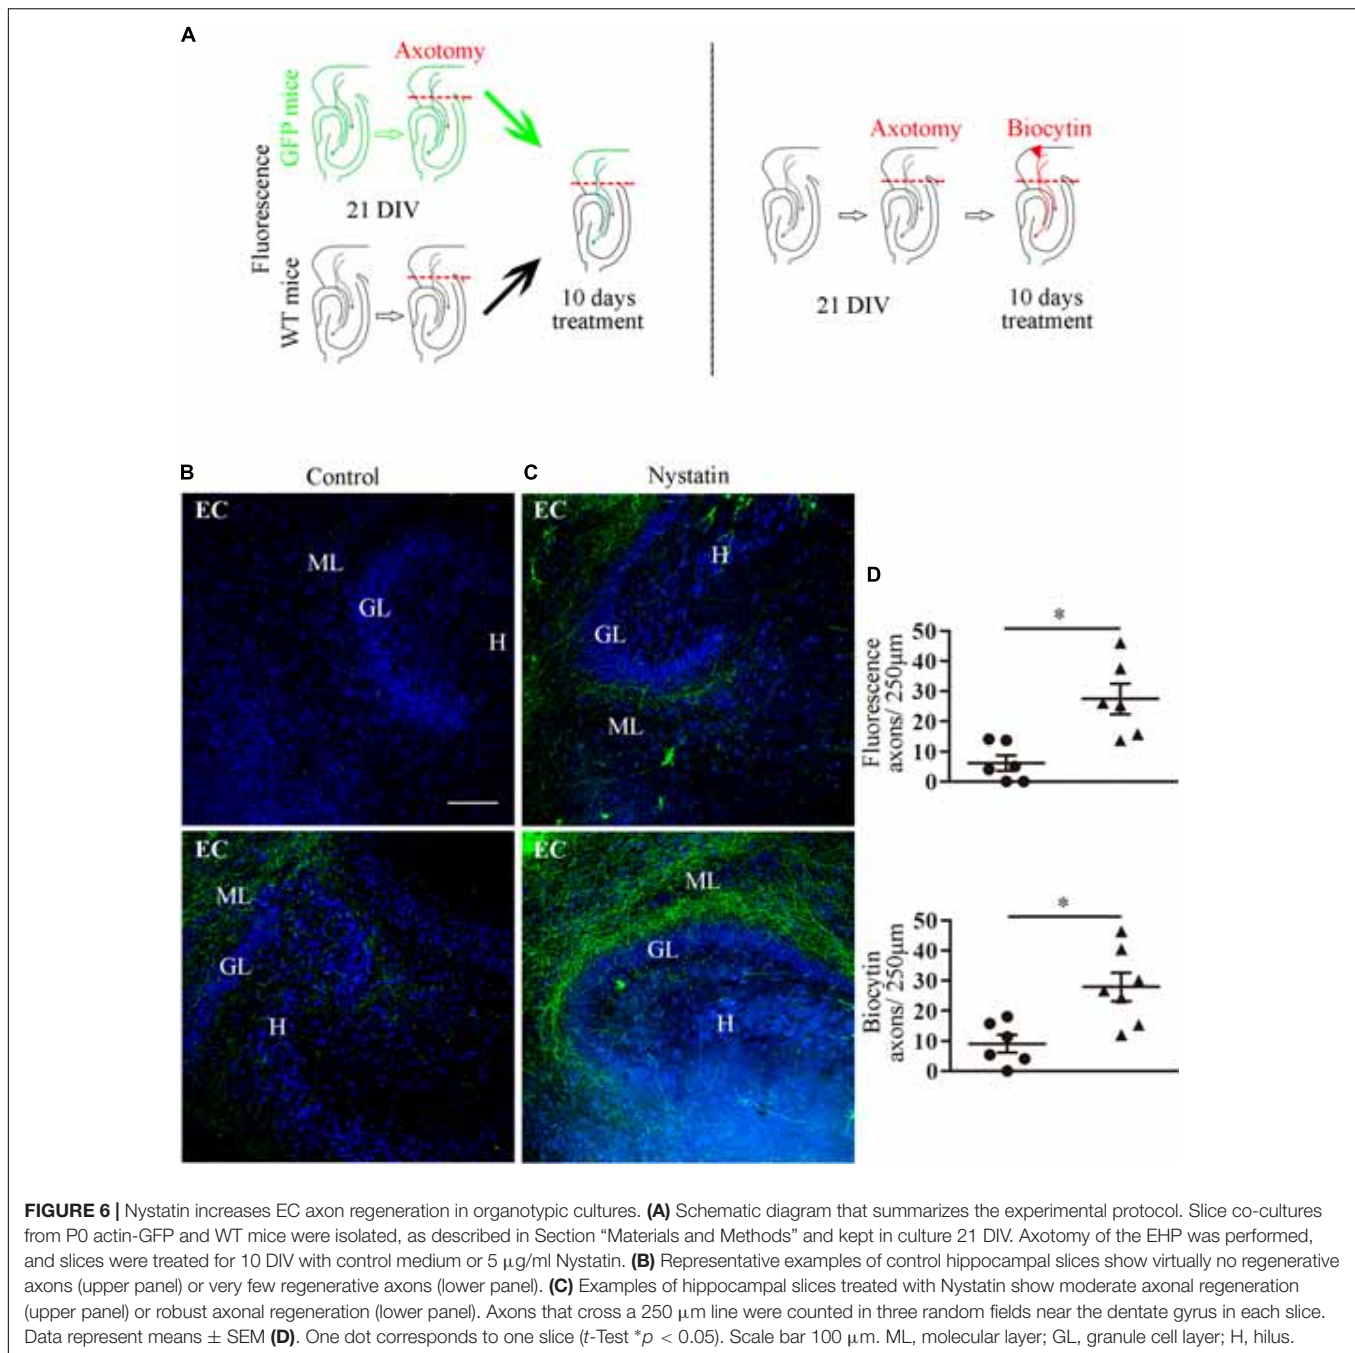 A
Axotomy
GFP mice
Fluorescence
21 DIV
WT mice
10 days
treatment
Axotomy
Biocytin
21 DIV
10 days
treatment
B
Control
C
Nystatin
EC
ML
GL
H
EC
H
GL
ML
EC
ML
GL
H
EC
ML
GL
H
D
*
Fluorescence
axons/ 250µm
50
40
30
20
10
0
*
Biocytin
axons/ 250µm
50
40
30
20
10
0
FIGURE 6 | Nystatin increases EC axon regeneration in organotypic cultures. (A) Schematic diagram that summarizes the experimental protocol. Slice co-cultures
from P0 actin-GFP and WT mice were isolated, as described in Section “Materials and Methods” and kept in culture 21 DIV. Axotomy of the EHP was performed,
and slices were treated for 10 DIV with control medium or 5 µg/ml Nystatin. (B) Representative examples of control hippocampal slices show virtually no regenerative
axons (upper panel) or very few regenerative axons (lower panel). (C) Examples of hippocampal slices treated with Nystatin show moderate axonal regeneration
(upper panel) or robust axonal regeneration (lower panel). Axons that cross a 250 µm line were counted in three random fields near the dentate gyrus in each slice.
Data represent means ± SEM (D). One dot corresponds to one slice (t-Test *p < 0.05). Scale bar 100 µm. ML, molecular layer; GL, granule cell layer; H, hilus.